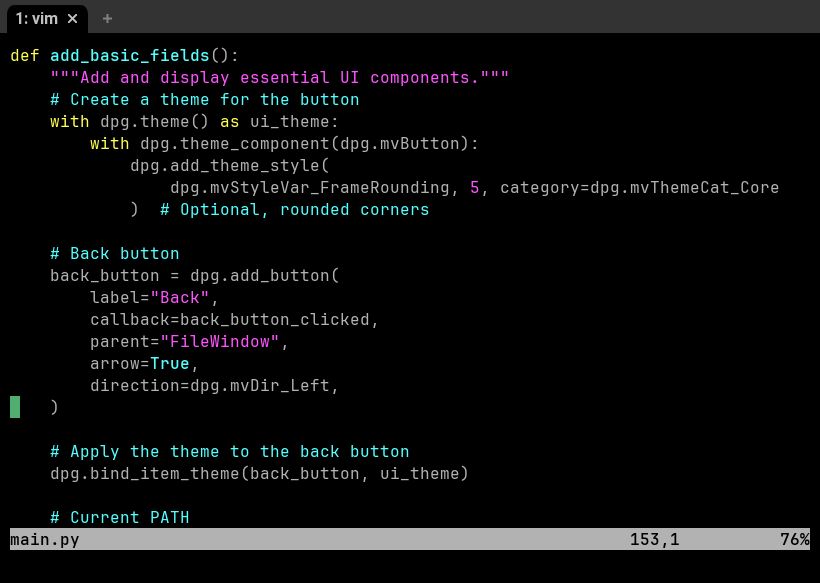 1: vim ✕ +
def add_basic_fields():
    """Add and display essential UI components."""
    # Create a theme for the button
    with dpg.theme() as ui_theme:
        with dpg.theme_component(dpg.mvButton):
            dpg.add_theme_style(
                dpg.mvStyleVar_FrameRounding, 5, category=dpg.mvThemeCat_Core
            )  # Optional, rounded corners

    # Back button
    back_button = dpg.add_button(
        label="Back",
        callback=back_button_clicked,
        parent="FileWindow",
        arrow=True,
        direction=dpg.mvDir_Left,
    )

    # Apply the theme to the back button
    dpg.bind_item_theme(back_button, ui_theme)

    # Current PATH
main.py 153,1 76%